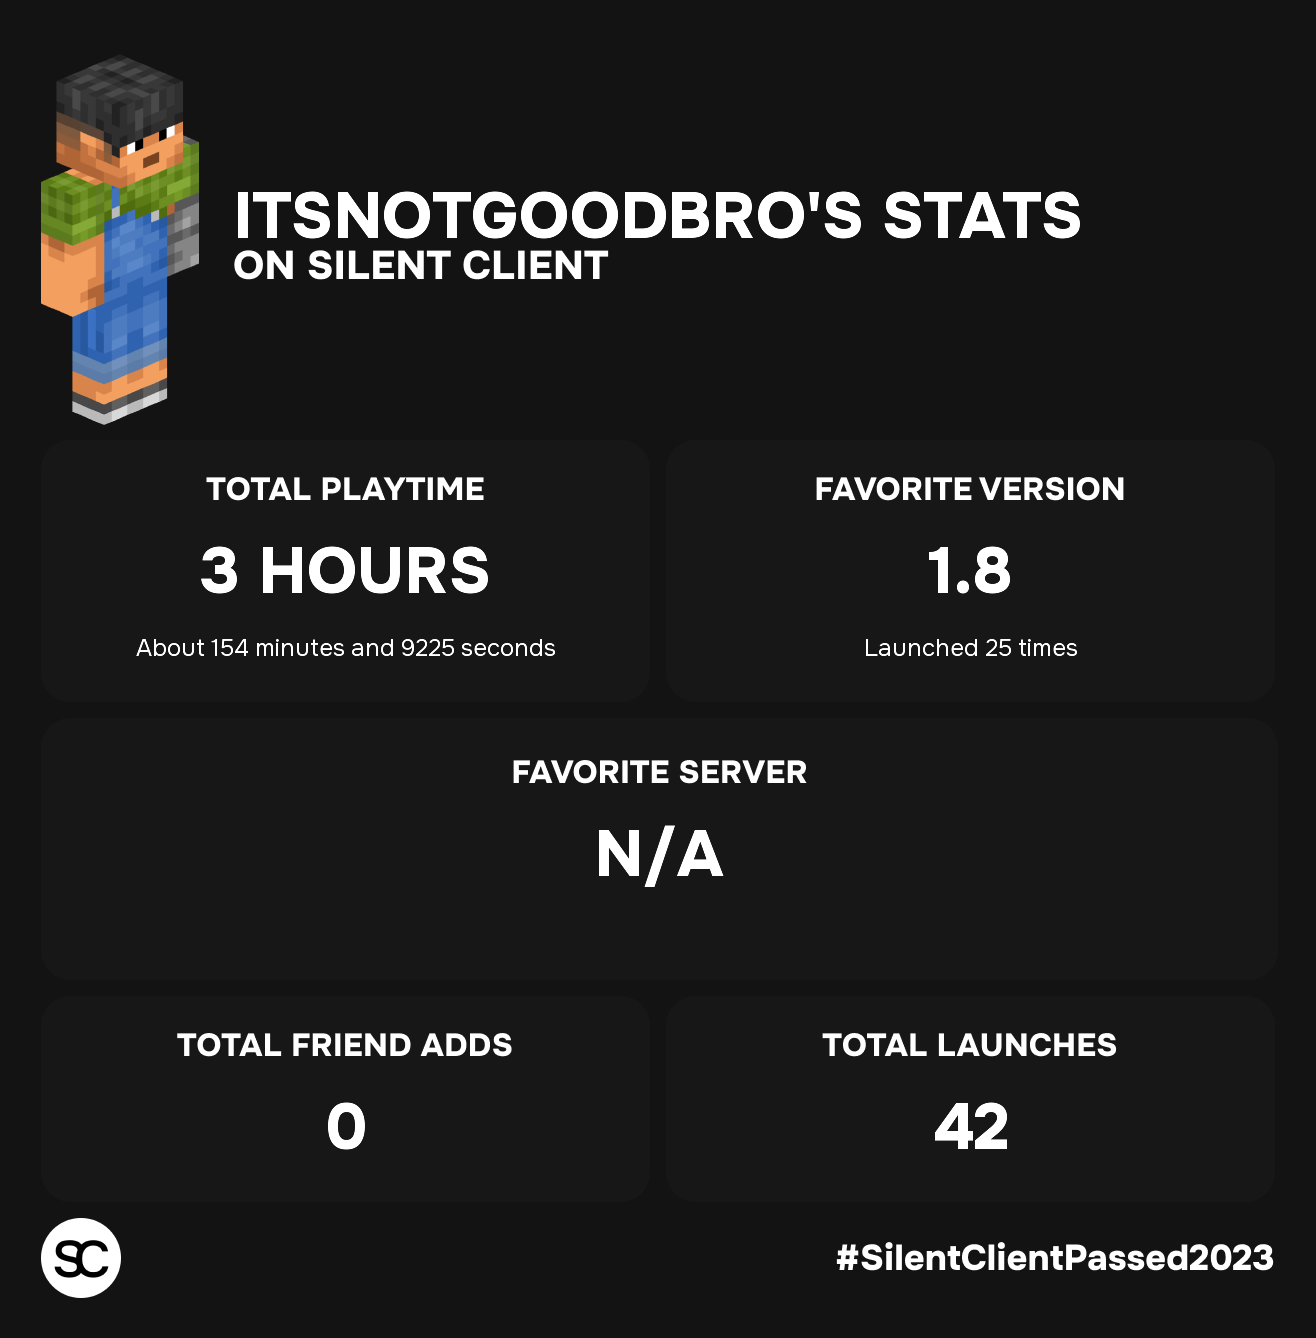 ITSNOTGOODBRO'S STATS
ON SILENT CLIENT
TOTAL PLAYTIME
3 HOURS
About 154 minutes and 9225 seconds
FAVORITE VERSION
1.8
Launched 25 times
FAVORITE SERVER
N/A
TOTAL FRIEND ADDS
0
TOTAL LAUNCHES
42
SC
#SilentClientPassed2023